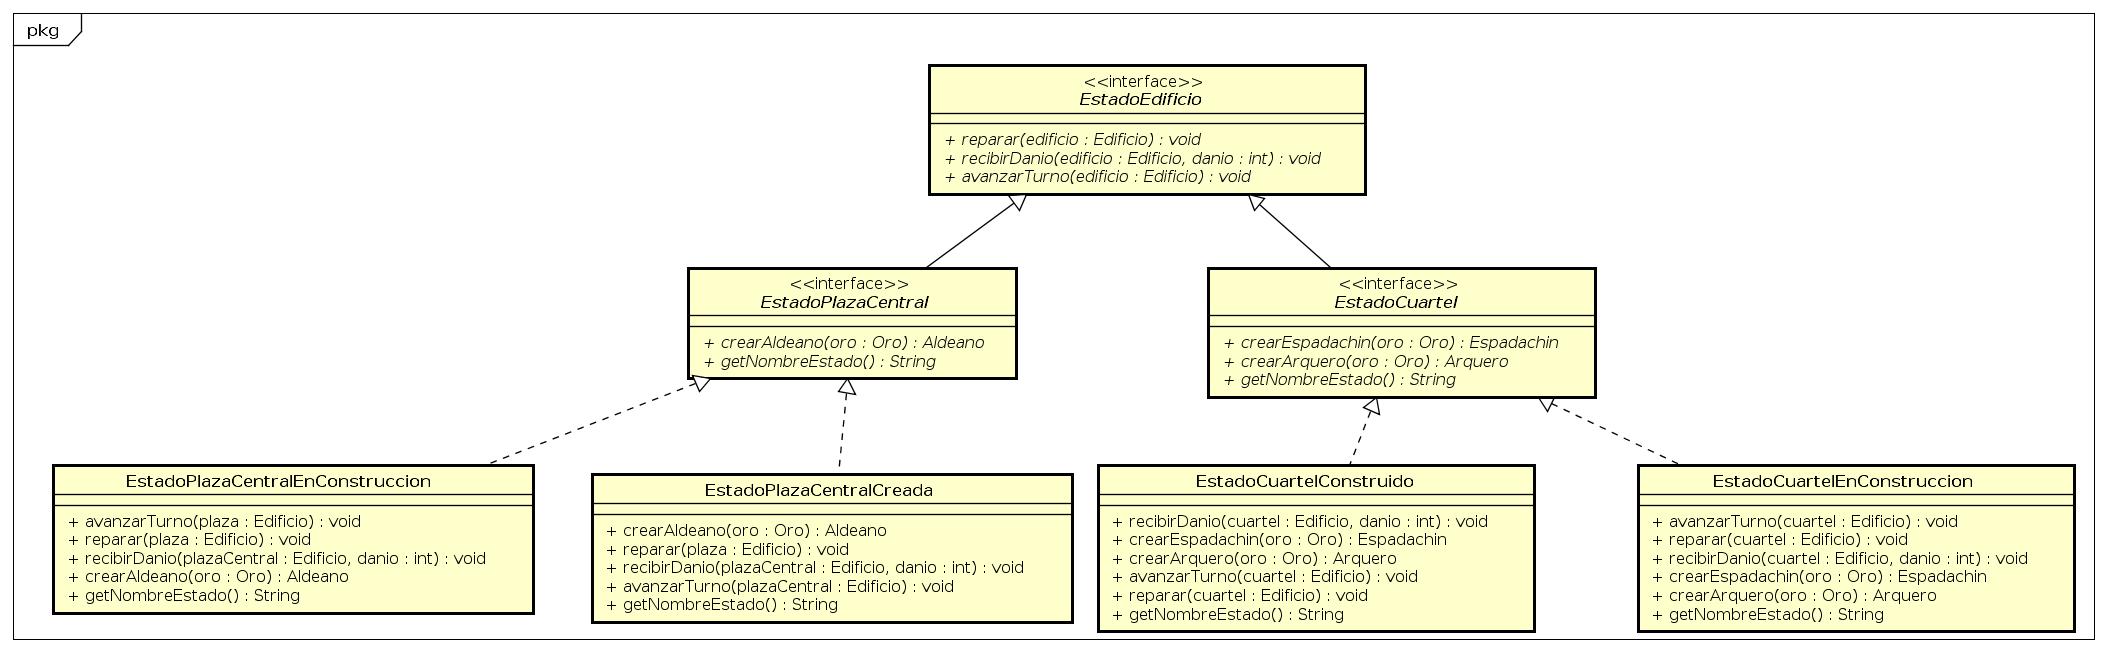 pkg
<<interface>>
EstadoEdificio
+ reparar(edificio : Edificio) : void
+ recibirDanio(edificio : Edificio, danio : int) : void
+ avanzarTurno(edificio : Edificio) : void
<<interface>>
EstadoPlazaCentral
+ crearAldeano(oro : Oro) : Aldeano
+ getNombreEstado() : String
<<interface>>
EstadoCuartel
+ crearEspadachin(oro : Oro) : Espadachin
+ crearArquero(oro : Oro) : Arquero
+ getNombreEstado() : String
EstadoPlazaCentralEnConstruccion
+ avanzarTurno(plaza : Edificio) : void
+ reparar(plaza : Edificio) : void
+ recibirDanio(plazaCentral : Edificio, danio : int) : void
+ crearAldeano(oro : Oro) : Aldeano
+ getNombreEstado() : String
EstadoPlazaCentralCreada
+ crearAldeano(oro : Oro) : Aldeano
+ reparar(plaza : Edificio) : void
+ recibirDanio(plazaCentral : Edificio, danio : int) : void
+ avanzarTurno(plazaCentral : Edificio) : void
+ getNombreEstado() : String
EstadoCuartelConstruido
+ recibirDanio(cuartel : Edificio, danio : int) : void
+ crearEspadachin(oro : Oro) : Espadachin
+ crearArquero(oro : Oro) : Arquero
+ avanzarTurno(cuartel : Edificio) : void
+ reparar(cuartel : Edificio) : void
+ getNombreEstado() : String
EstadoCuartelEnConstruccion
+ avanzarTurno(cuartel : Edificio) : void
+ reparar(cuartel : Edificio) : void
+ recibirDanio(cuartel : Edificio, danio : int) : void
+ crearEspadachin(oro : Oro) : Espadachin
+ crearArquero(oro : Oro) : Arquero
+ getNombreEstado() : String